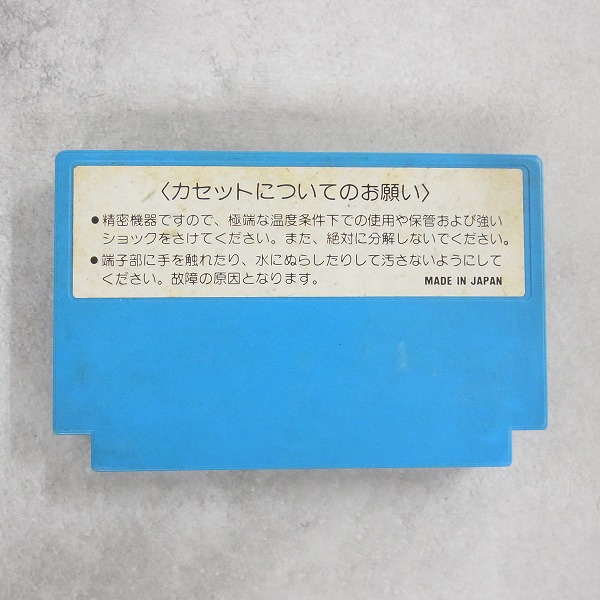 〈カセットについてのお願い〉
●精密機器ですので、極端な温度条件下での使用や保管および強い
ショックをさけてください。また、絶対に分解しないでください。
●端子部に手を触れたり、水にぬらしたりして汚さないようにして
ください。故障の原因となります。
MADE IN JAPAN